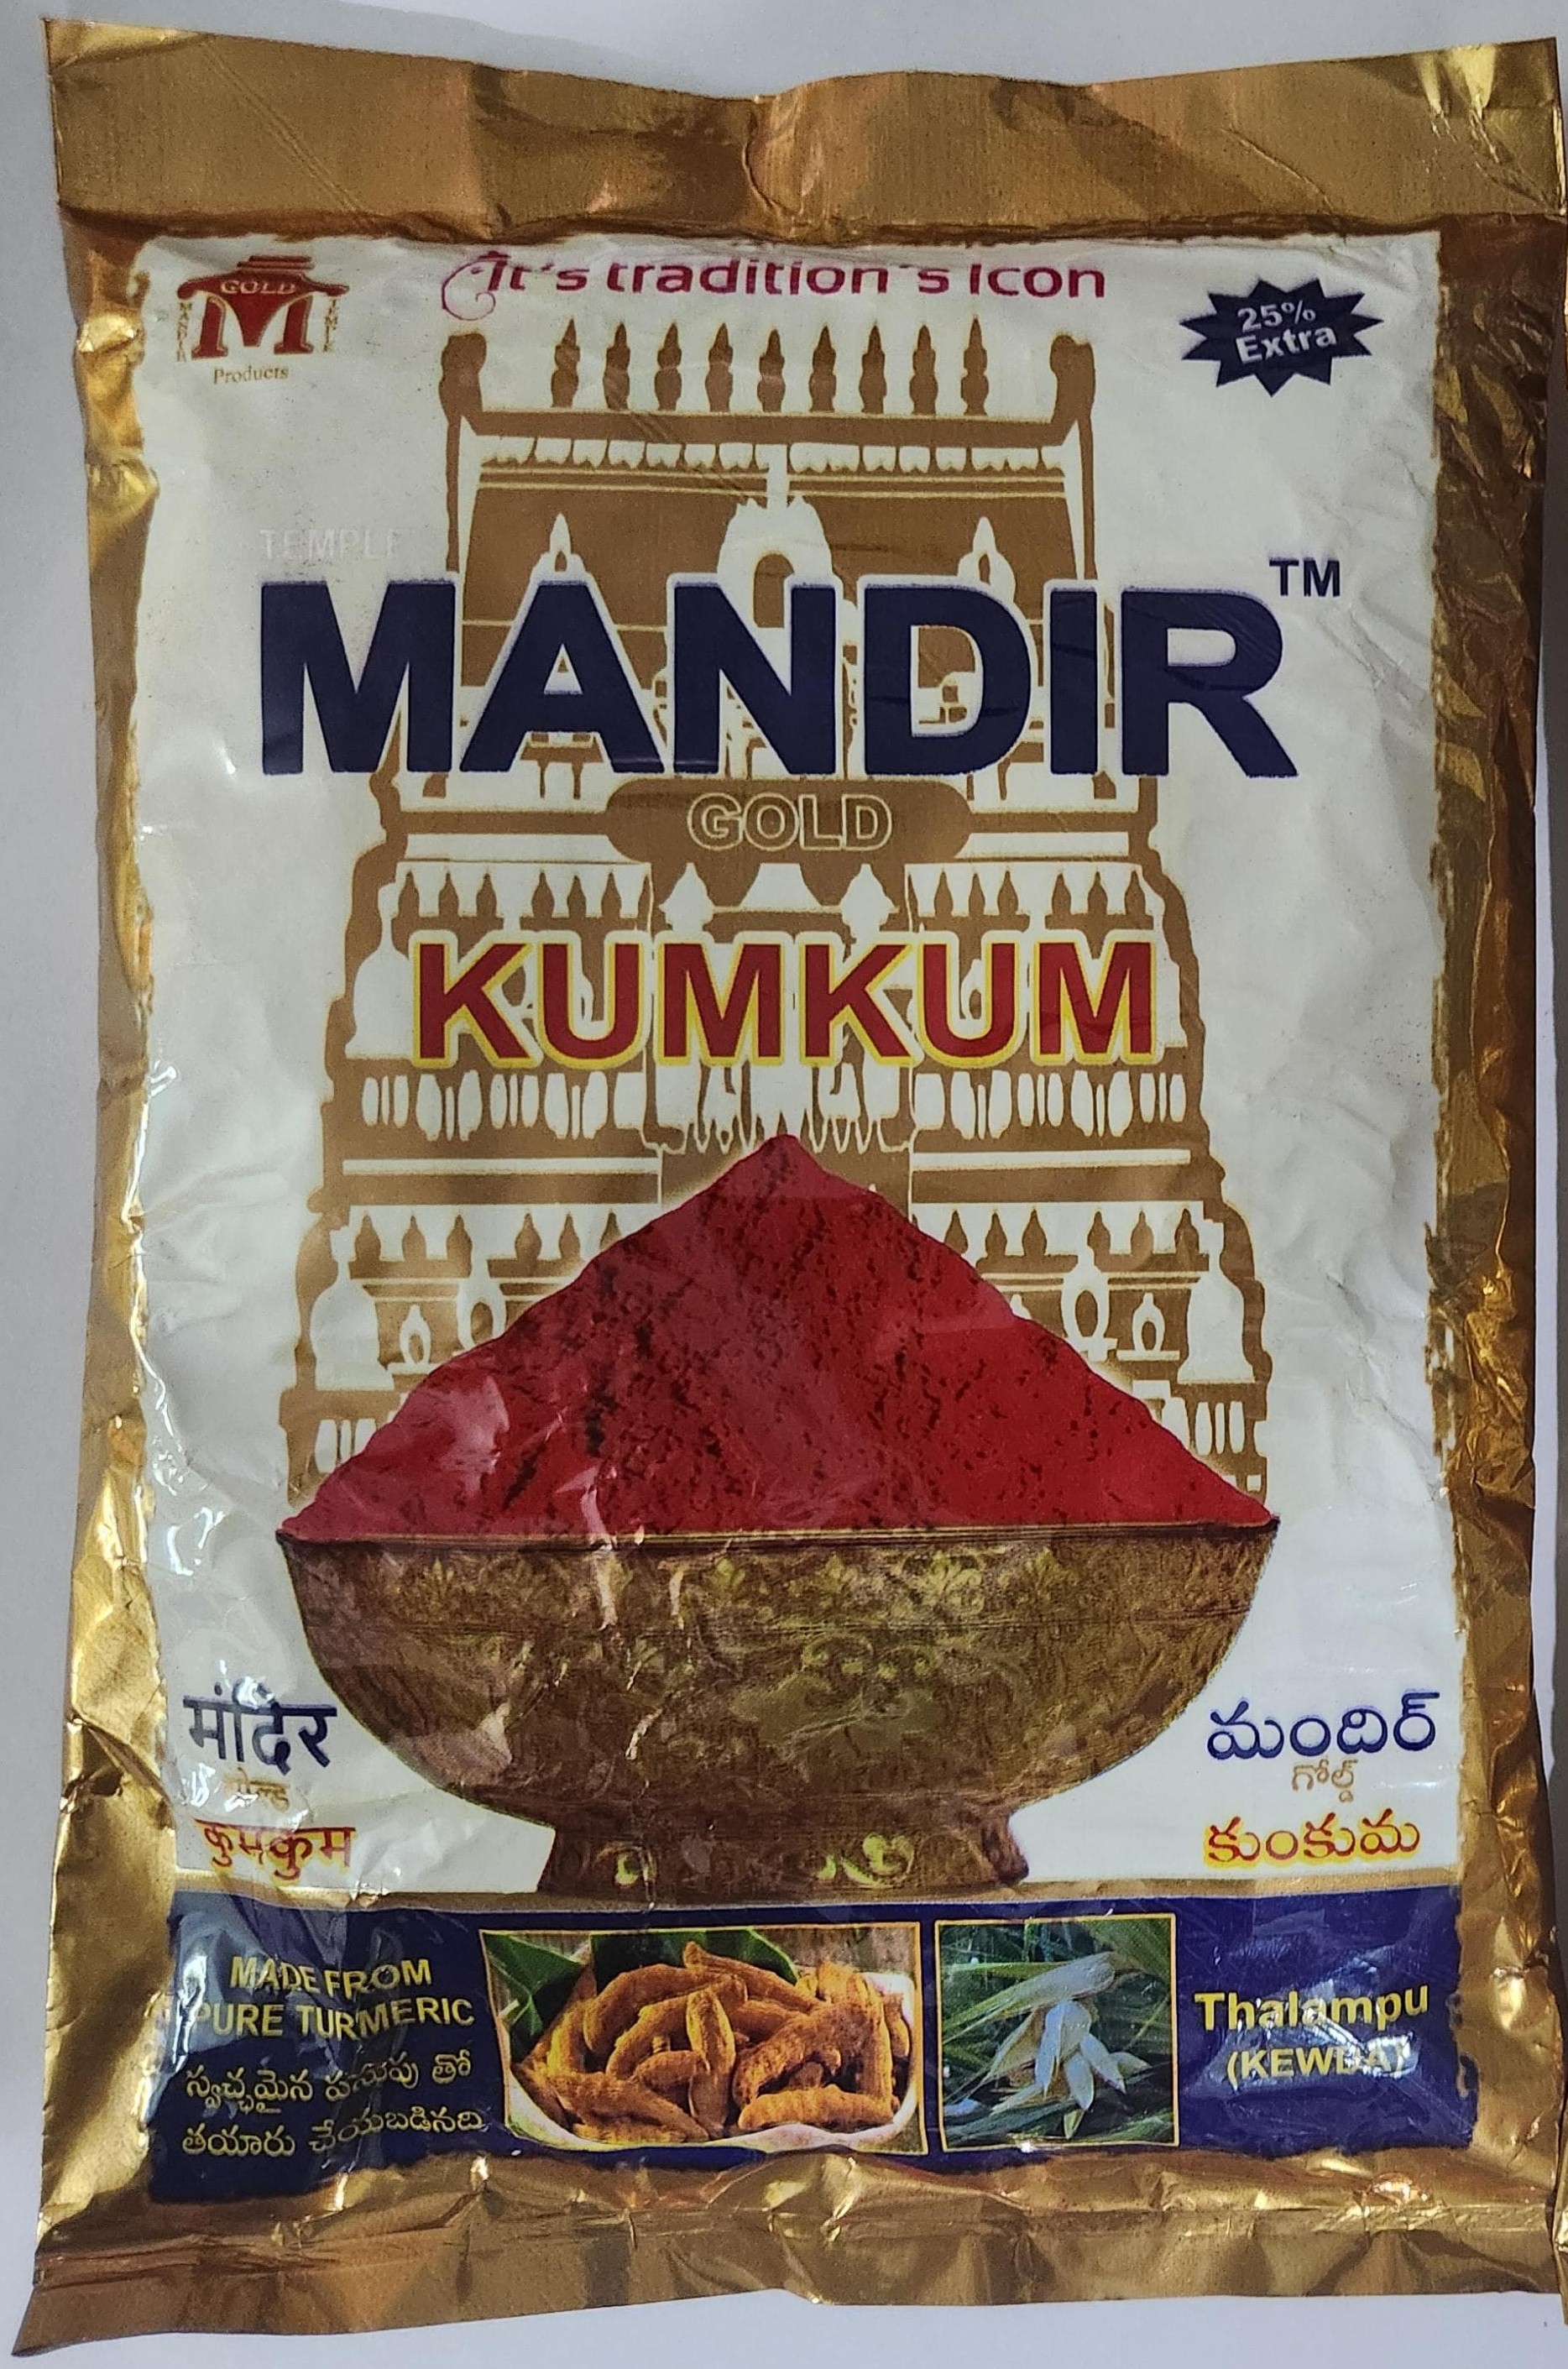 It's tradition's Icon
GOLD
M
Products
25%
Extra
TEMPLE
MANDIR™
GOLD
KUMKUM
मंदिर
गोल्ड
कुमकुम
మందిర్
గోల్డ్
కుంకుమ
MADE FROM
PURE TURMERIC
స్వచ్ఛమైన పసుపు తో
తయారు చేయబడినది
Thalampu
(KEWDA)